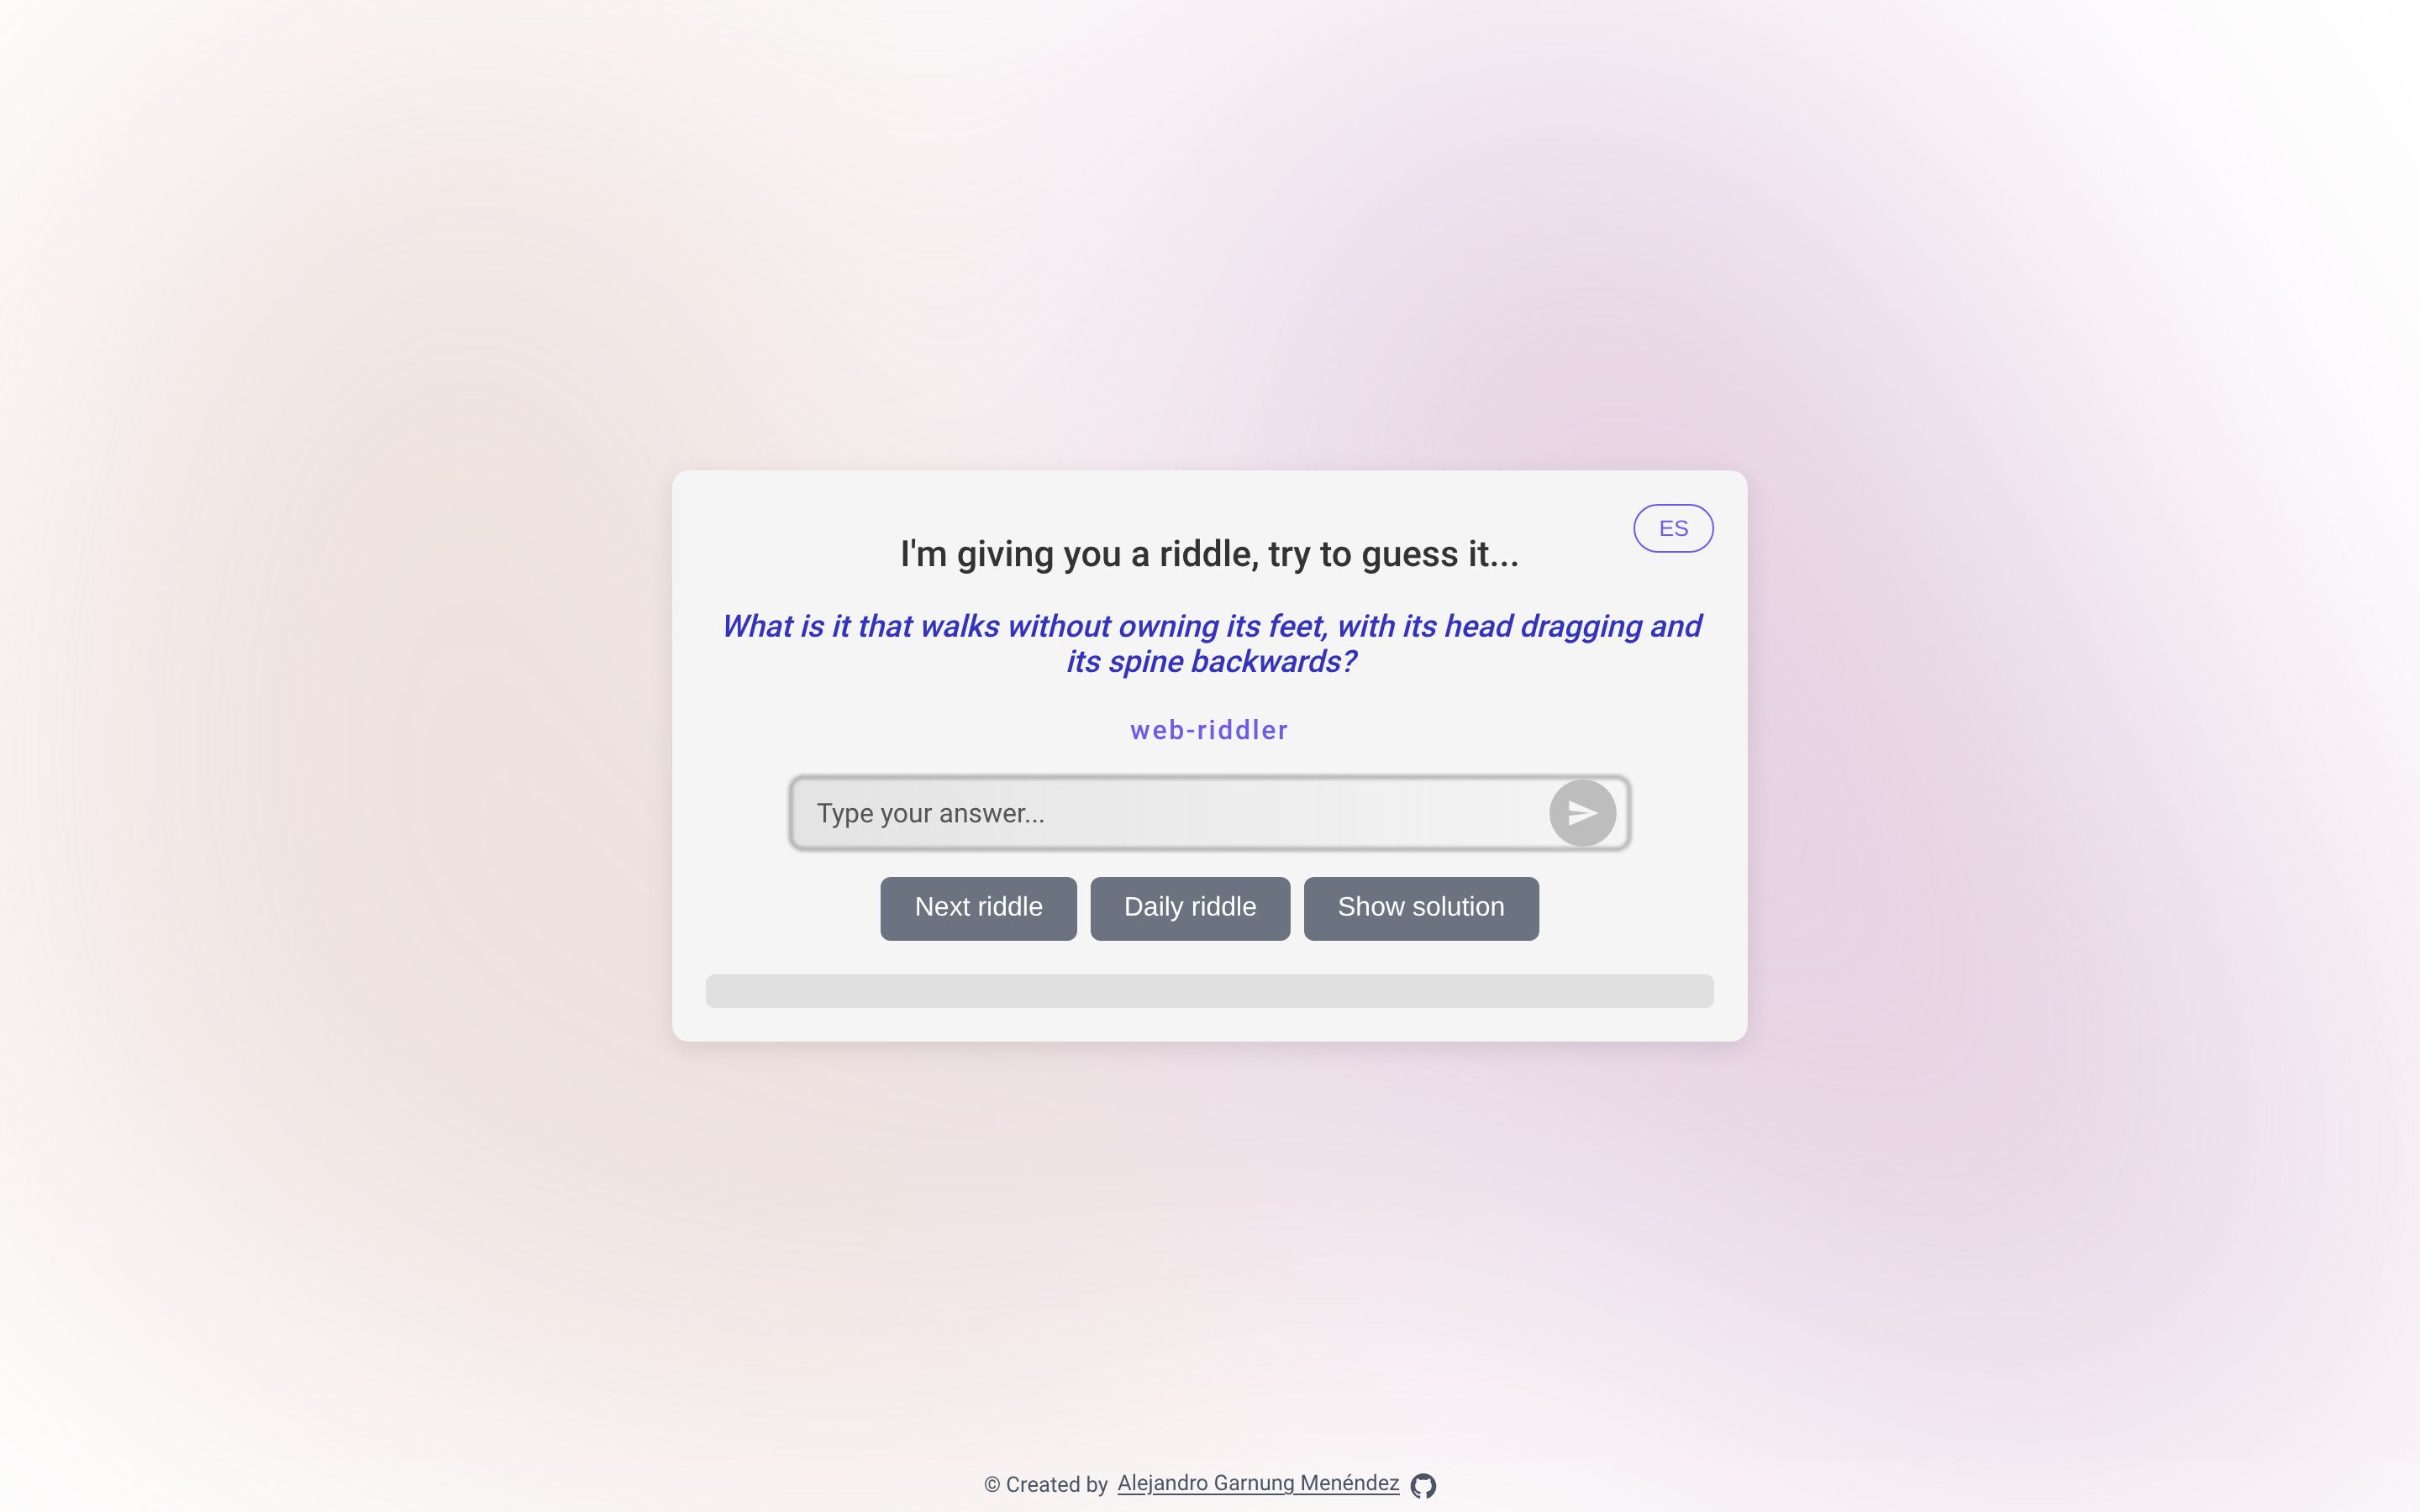 ES
I'm giving you a riddle, try to guess it...
What is it that walks without owning its feet, with its head dragging and
its spine backwards?
web-riddler
Type your answer...
Next riddle Daily riddle Show solution
© Created by Alejandro Garnung Menéndez